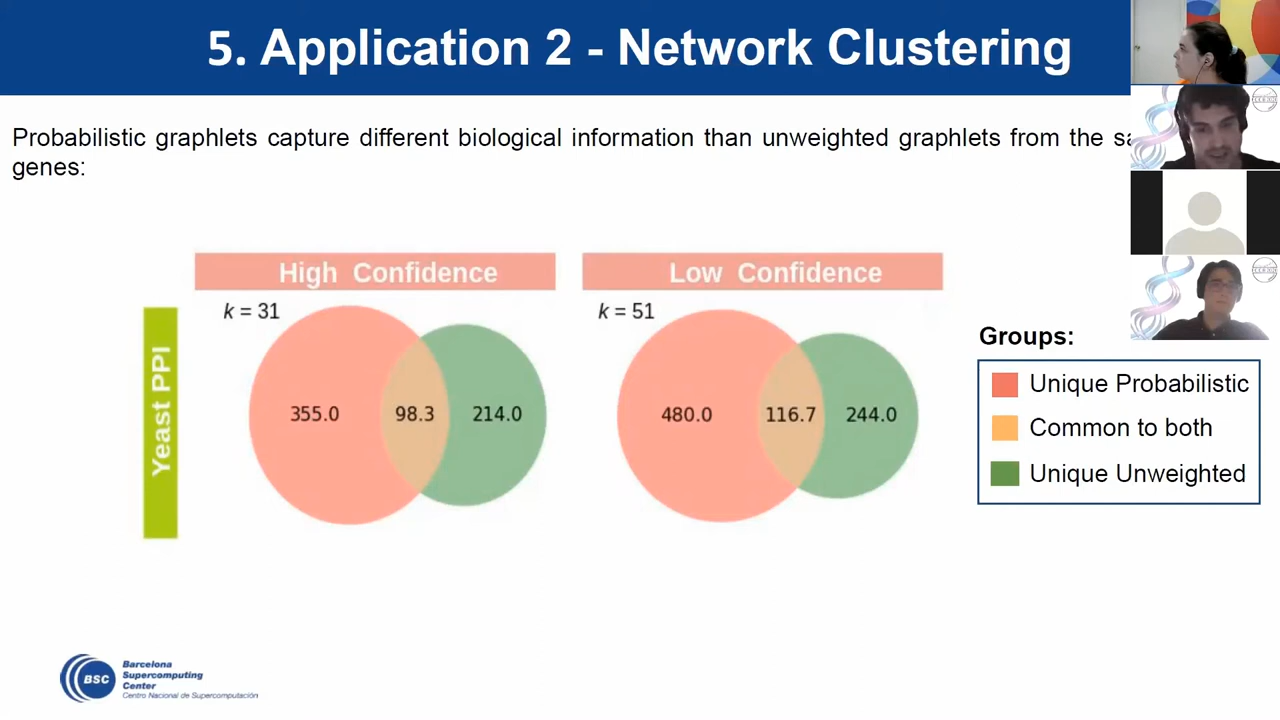 5. Application 2 - Network Clustering
Probabilistic graphlets capture different biological information than unweighted graphlets from the
genes:
High Confidence
Low Confidence
k = 31
k = 51
Yeast PPI
355.0
98.3
214.0
480.0
116.7
244.0
Groups:
Unique Probabilistic
Common to both
Unique Unweighted
BSC
Barcelona
Supercomputing
Center
Centro Nacional de Supercomputación